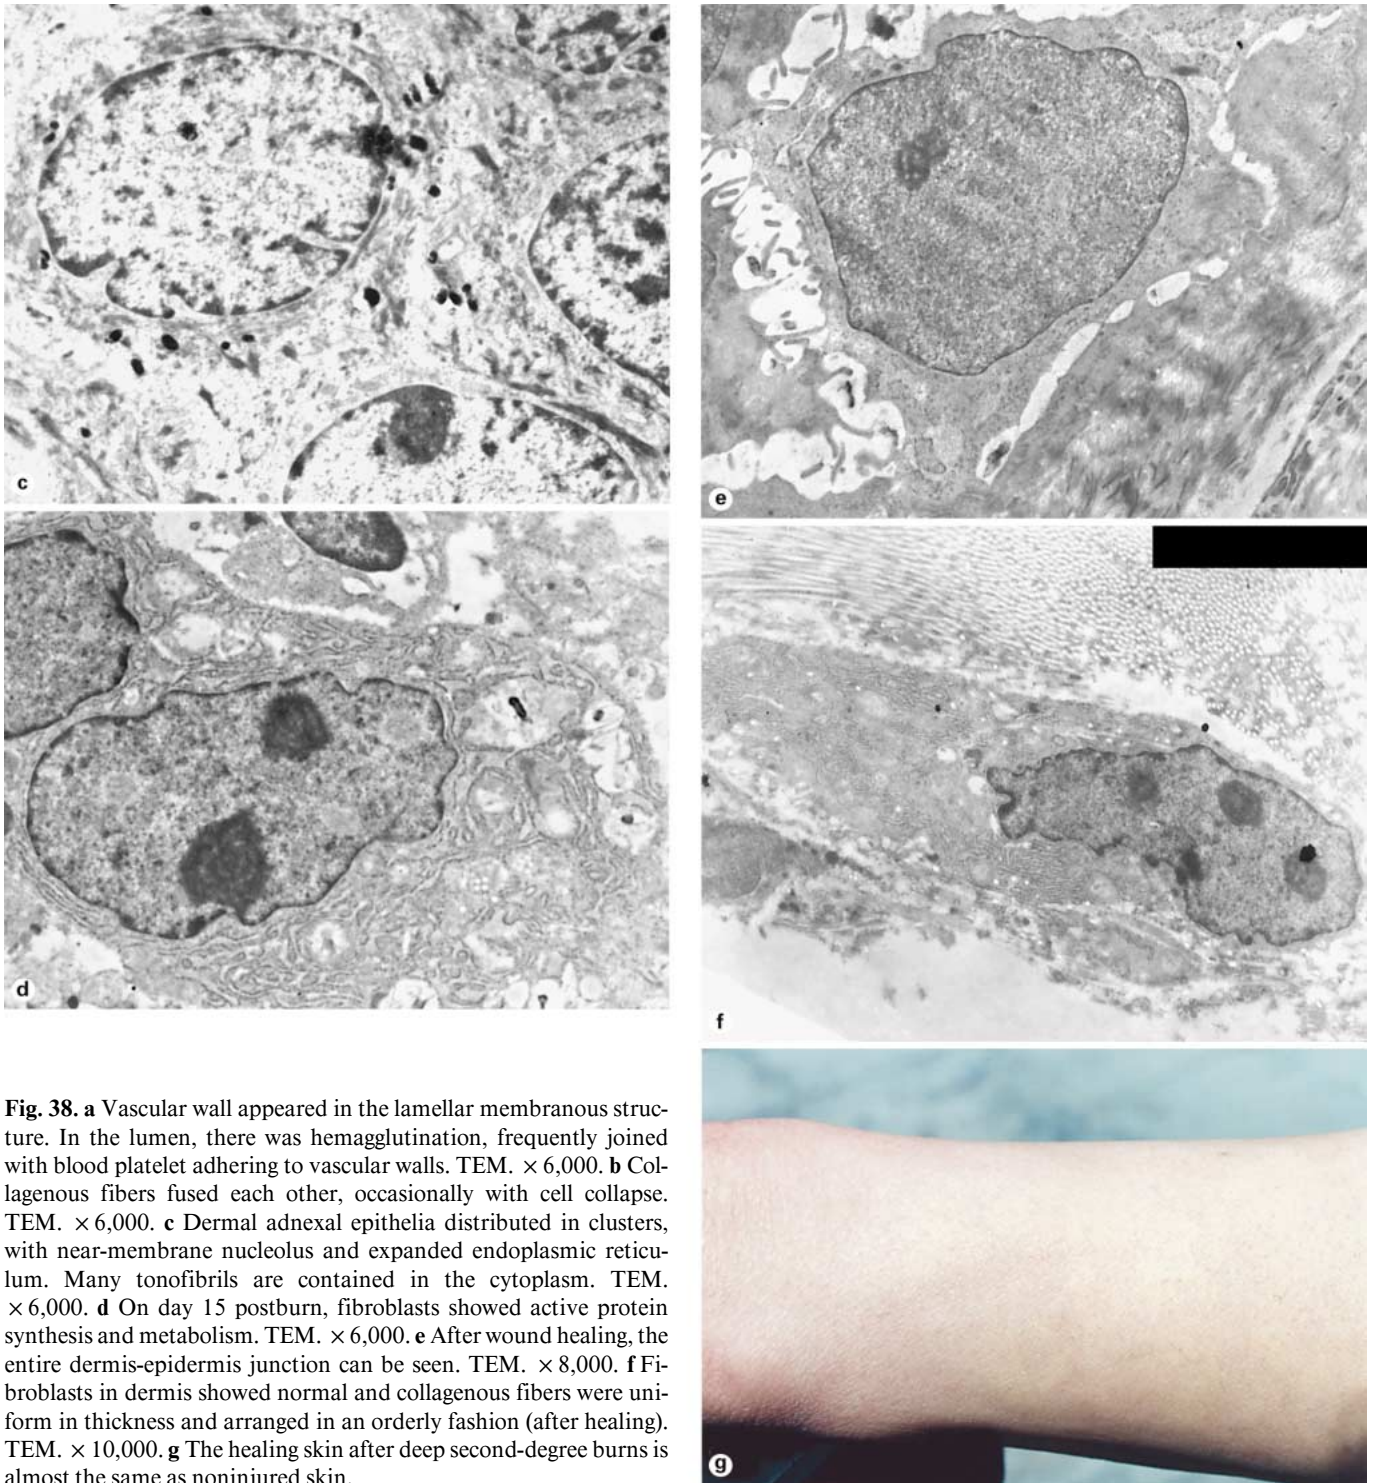 c
e
d
f
Fig. 38. a Vascular wall appeared in the lamellar membranous struc-
ture. In the lumen, there was hemagglutination, frequently joined
with blood platelet adhering to vascular walls. TEM. × 6,000. b Col-
lagenous fibers fused each other, occasionally with cell collapse.
TEM. × 6,000. c Dermal adnexal epithelia distributed in clusters,
with near-membrane nucleolus and expanded endoplasmic reticu-
lum. Many tonofibrils are contained in the cytoplasm. TEM.
× 6,000. d On day 15 postburn, fibroblasts showed active protein
synthesis and metabolism. TEM. × 6,000. e After wound healing, the
entire dermis-epidermis junction can be seen. TEM. × 8,000. f Fi-
broblasts in dermis showed normal and collagenous fibers were uni-
form in thickness and arranged in an orderly fashion (after healing).
TEM. × 10,000. g The healing skin after deep second-degree burns is
almost the same as noninjured skin.
g